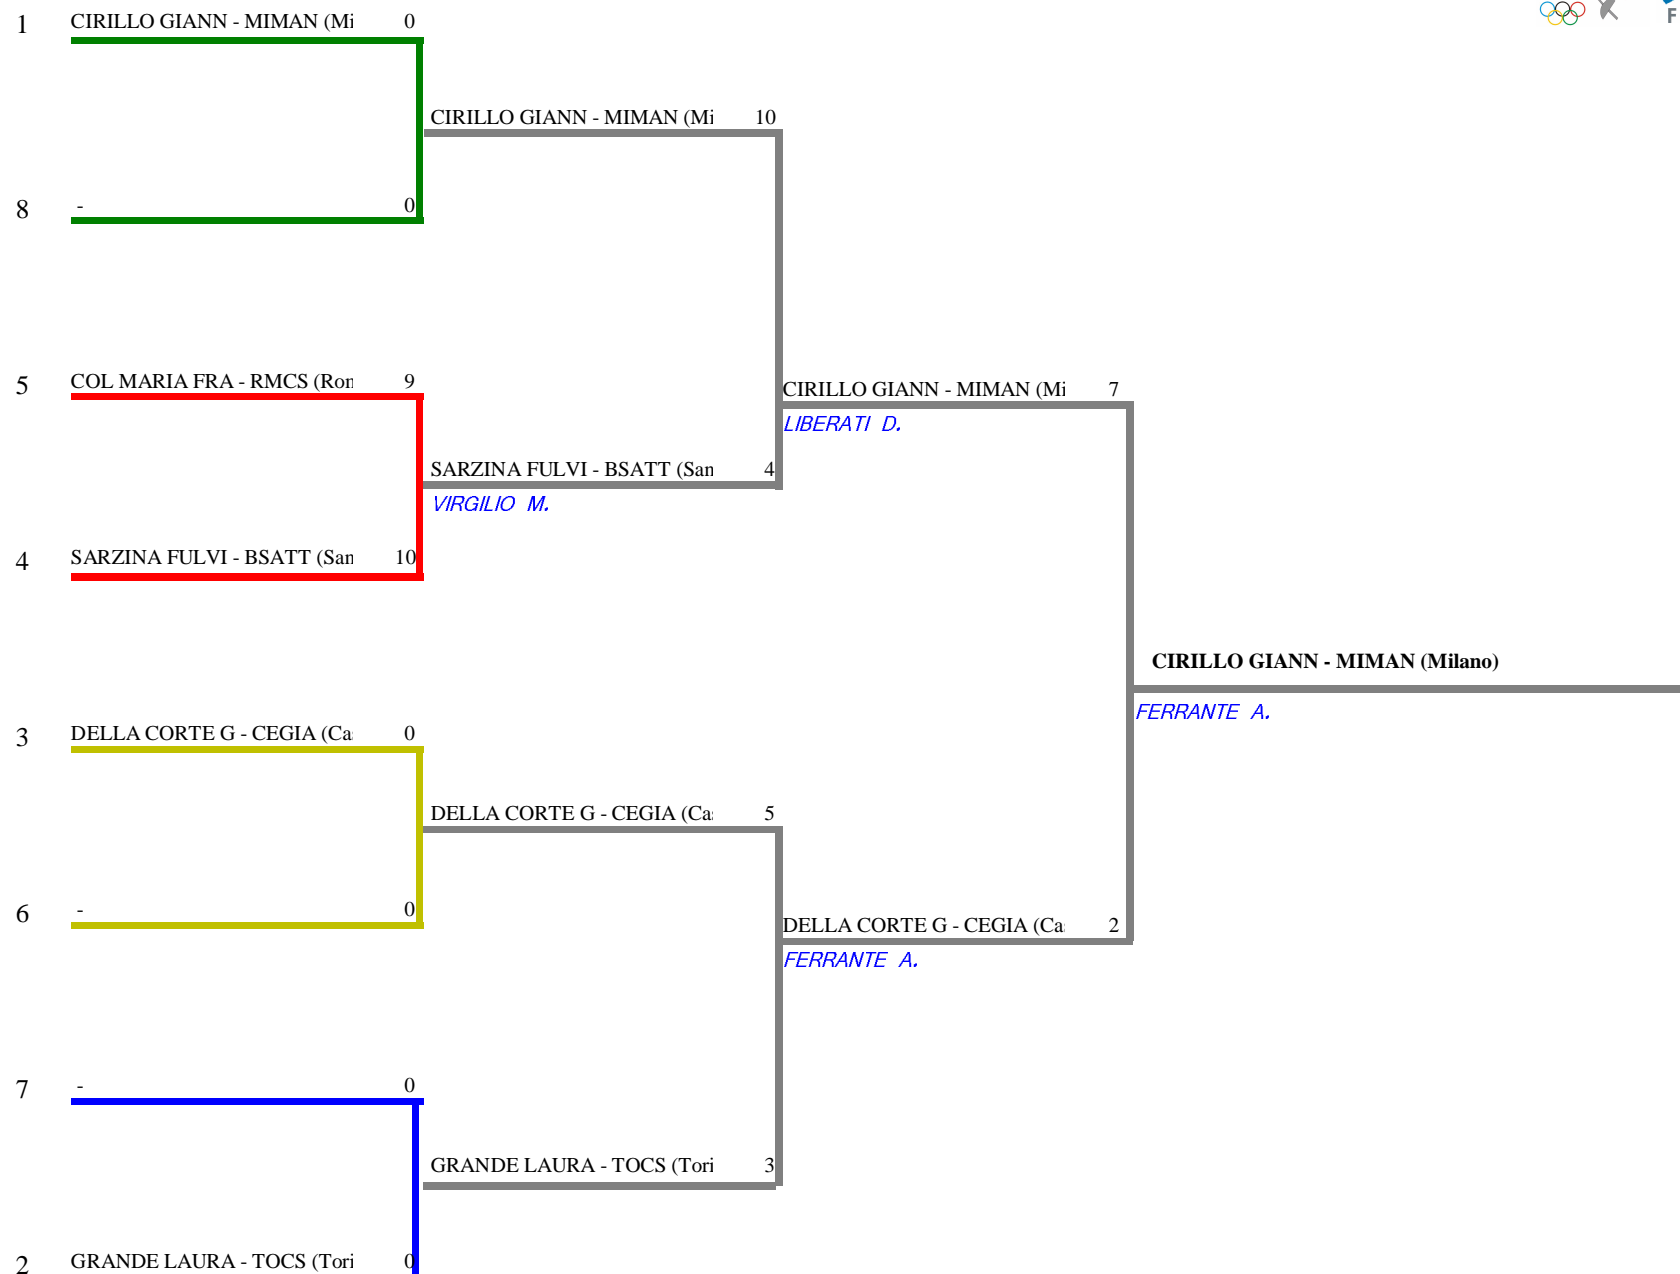 1 CIRILLO GIANN - MIMAN (Mi 0
F
CIRILLO GIANN - MIMAN (Mi 10
8 - 0
5 COL MARIA FRA - RMCS (Ron 9
CIRILLO GIANN - MIMAN (Mi 7
LIBERATI D.
SARZINA FULVI - BSATT (San 4
VIRGILIO M.
4 SARZINA FULVI - BSATT (San 10
CIRILLO GIANN - MIMAN (Milano)
FERRANTE A.
3 DELLA CORTE G - CEGIA (Ca 0
DELLA CORTE G - CEGIA (Ca 5
6 - 0
DELLA CORTE G - CEGIA (Ca 2
FERRANTE A.
7 - 0
GRANDE LAURA - TOCS (Tori 3
2 GRANDE LAURA - TOCS (Tori 0